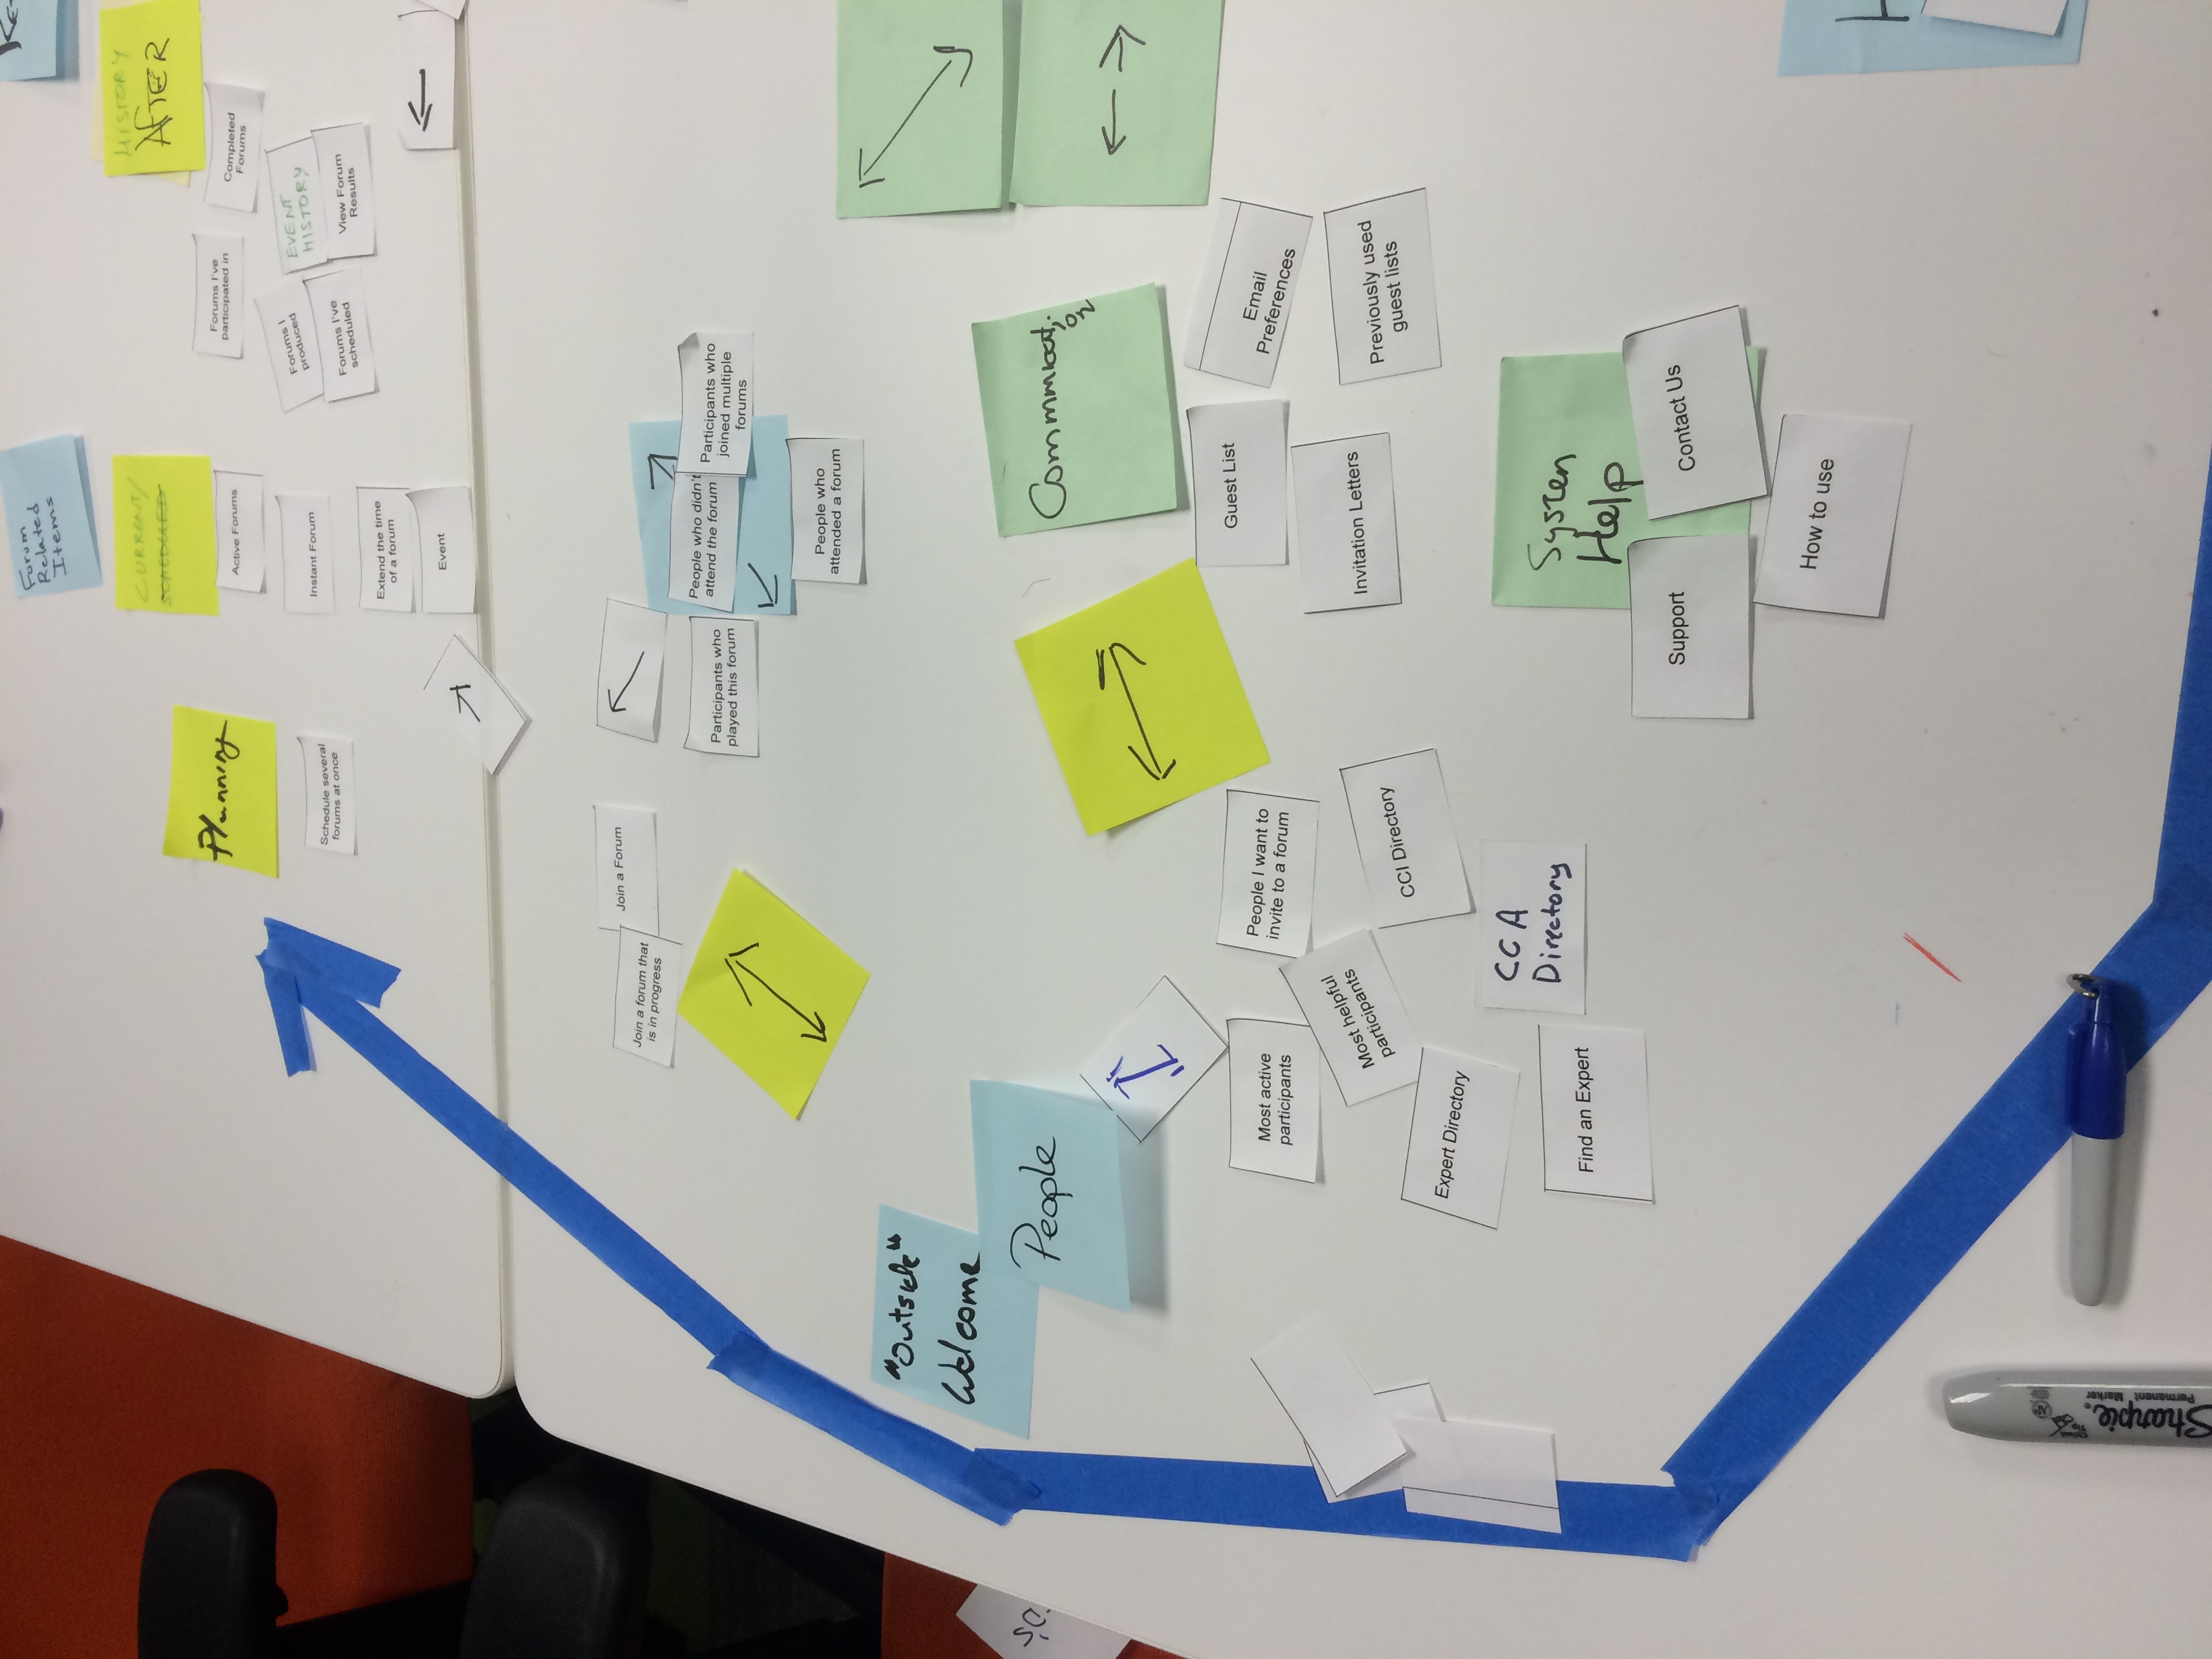 Forum
Related
Items
CURRENT/
SCHEDULED
HISTORY
AFTER
Planning
Active Forums
Forums I've
participated in
Completed
Forums
Schedule several
forums at once
Instant Forum
Forums I
produced
EVENT
HISTORY
Extend the time
of a forum
Forums I've
scheduled
View Forum
Results
Event
Join a forum that
is in progress
Join a Forum
Participants who
played this forum
People who didn't
attend the forum
Participants who
joined multiple
forums
People who
attended a forum
"Outside"
Welcome
People
Commmicat;
on
Most active
participants
People I want to
invite to a forum
Most helpful
participants
CCI Directory
Expert Directory
CCA
Directory
Find an Expert
Guest List
Email
Preferences
Invitation Letters
Previously used
guest lists
Syszen
Help
Support
Contact Us
How to use
Sharpie.
Permanent Marker